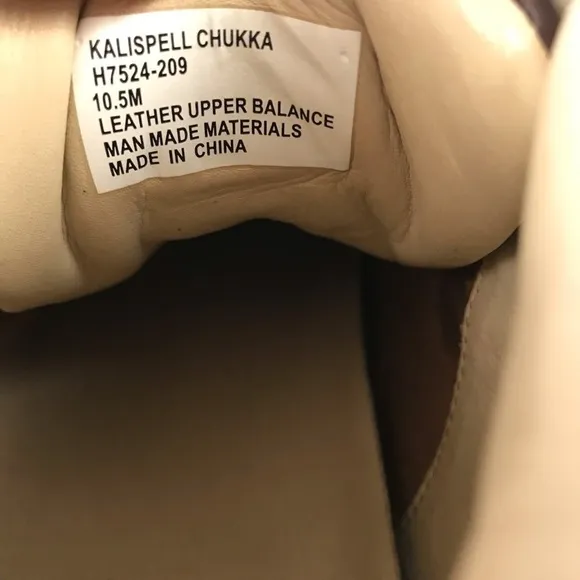 KALISPELL CHUKKA
H7524-209
10.5M
LEATHER UPPER BALANCE
MAN MADE MATERIALS
MADE IN CHINA